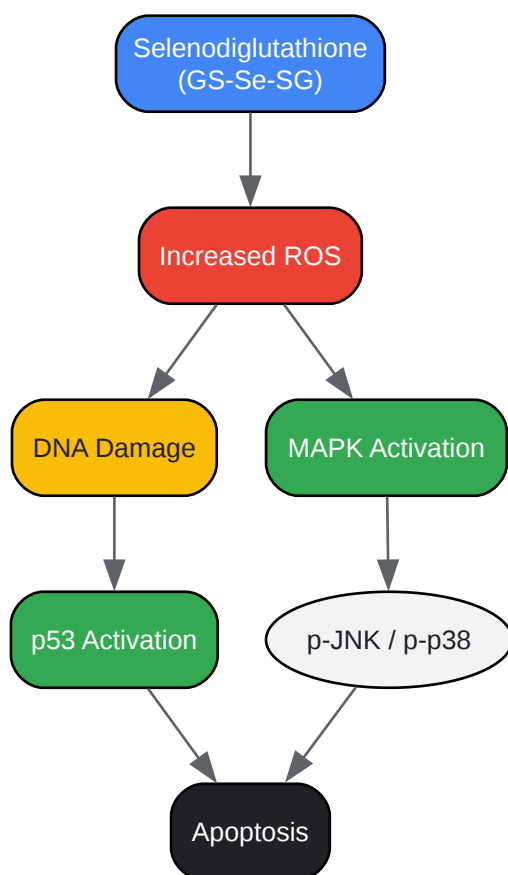 Selenodiglutathione
(GS-Se-SG)
Increased ROS
DNA Damage
MAPK Activation
p53 Activation
p-JNK / p-p38
Apoptosis